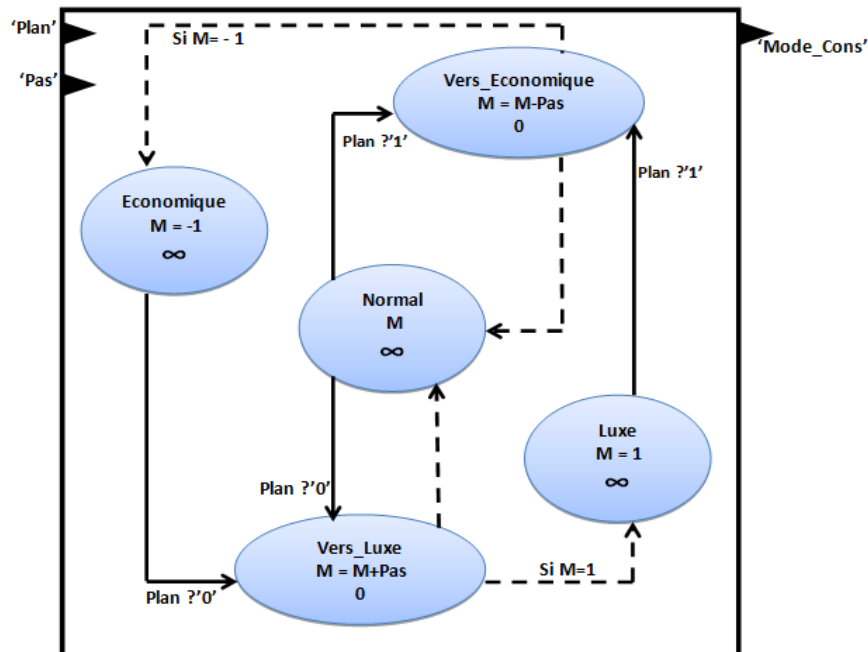 ‘Plan’
‘Pas’
‘Mode_Cons’
Si M= - 1
Vers_Economique
M = M-Pas
0
Plan ?’1’
Plan ?’1’
Economique
M = -1
∞
Normal
M
∞
Luxe
M = 1
∞
Plan ?’0’
Vers_Luxe
M = M+Pas
0
Plan ?’0’
Si M=1